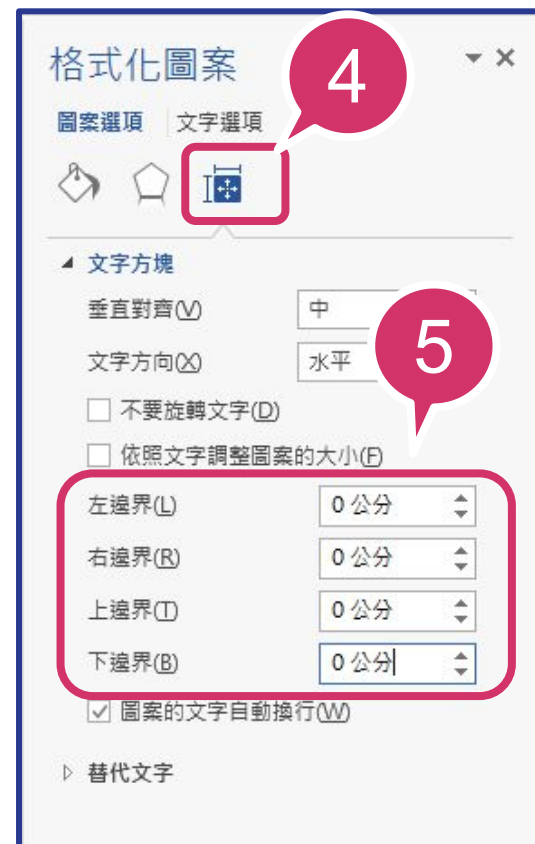 格式化圖案
4
圖案選項 文字選項
文字方塊
垂直對齊(V) 中
5
文字方向(X) 水平
不要旋轉文字(D)
依照文字調整圖案的大小(F)
左邊界(L) 0 公分
右邊界(R) 0 公分
上邊界(T) 0 公分
下邊界(B) 0 公分
圖案的文字自動換行(W)
替代文字